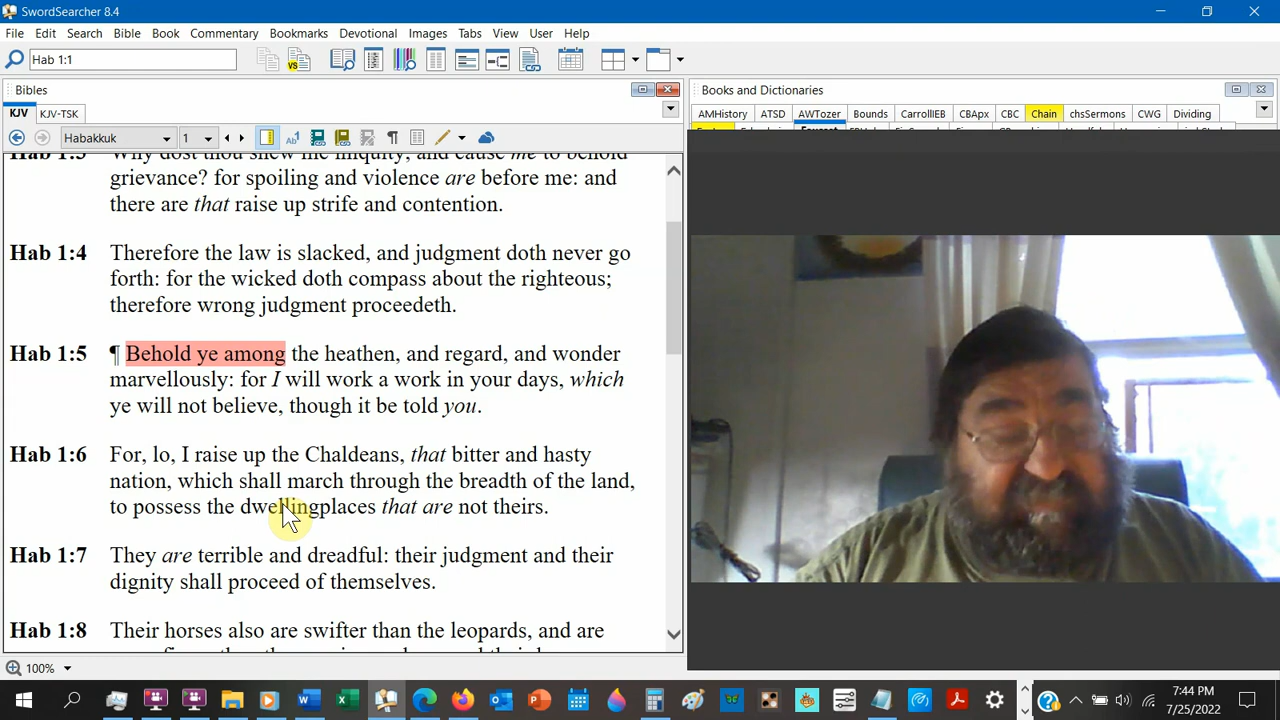 SwordSearcher 8.4
File Edit Search Bible Book Commentary Bookmarks Devotional Images Tabs View User Help
Hab 1:1
Bibles
KJV KJV-TSK
Habakkuk 1
grievance? for spoiling and violence are before me: and
there are that raise up strife and contention.
Hab 1:4 Therefore the law is slacked, and judgment doth never go
forth: for the wicked doth compass about the righteous;
therefore wrong judgment proceedeth.
Hab 1:5 ¶ Behold ye among the heathen, and regard, and wonder
marvellously: for I will work a work in your days, which
ye will not believe, though it be told you.
Hab 1:6 For, lo, I raise up the Chaldeans, that bitter and hasty
nation, which shall march through the breadth of the land,
to possess the dwellingplaces that are not theirs.
Hab 1:7 They are terrible and dreadful: their judgment and their
dignity shall proceed of themselves.
Hab 1:8 Their horses also are swifter than the leopards, and are
100%
Books and Dictionaries
AMHistory ATSD AWTozer Bounds CarrollIEB CBApx CBC Chain chsSermons CWG Dividing
7:44 PM
7/25/2022